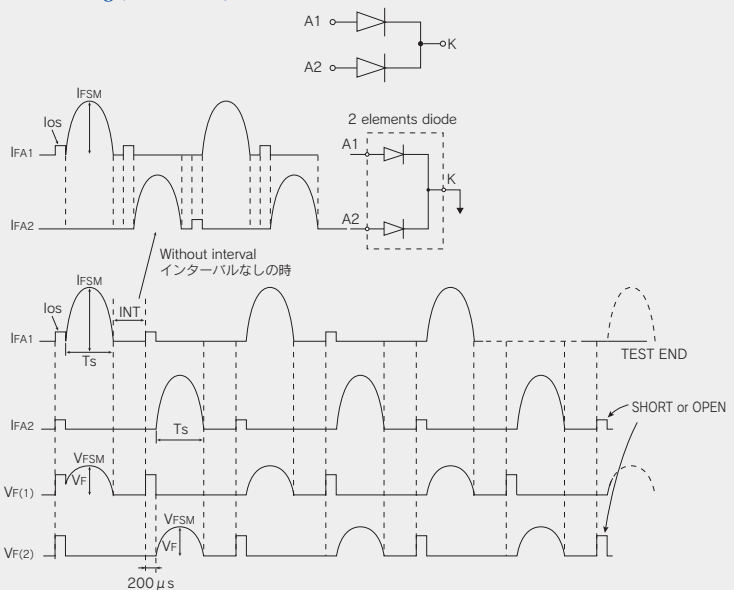 A1
K
A2
IFSM
Ios
IFA1
IFA2
2 elements diode
A1
K
A2
Without interval
インターバルなしの時
IFSM
Ios
INT
IFA1
Ts
TEST END
IFA2
Ts
SHORT or OPEN
VFSM
VF
VF(1)
VFSM
VF
VF(2)
200μs